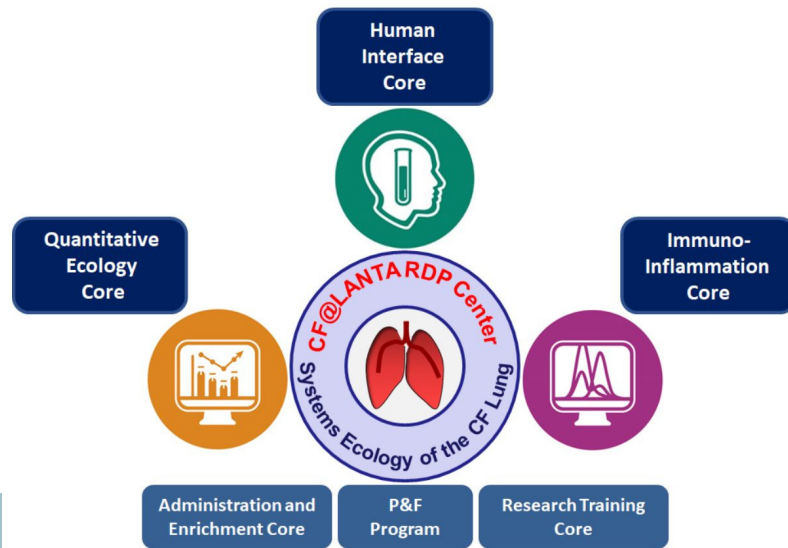 Human
Interface
Core
Quantitative
Ecology
Core
Immuno-
Inflammation
Core
CF@LANTA RDP Center
Systems Ecology of the CF Lung
Administration and
Enrichment Core
P&F
Program
Research Training
Core